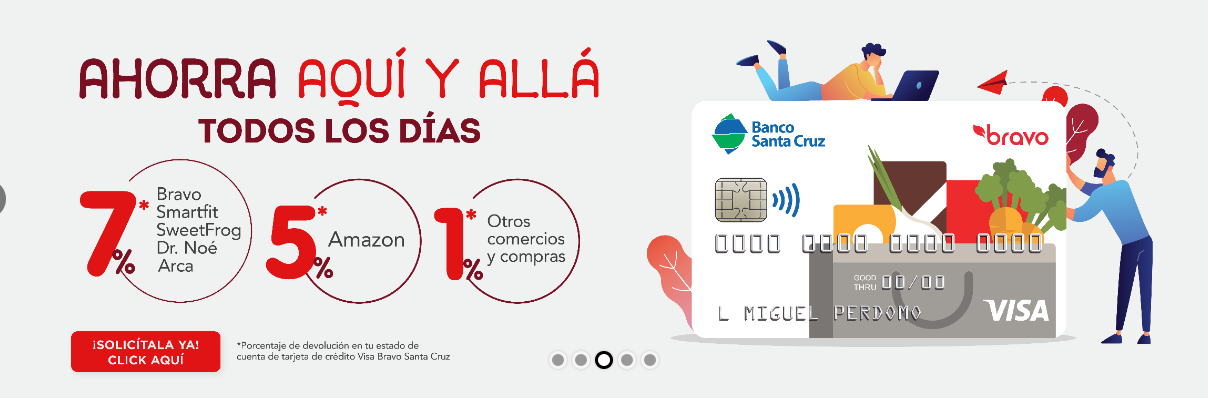 AHORRA AQUÍ Y ALLÁ
TODOS LOS DÍAS
7%*
Bravo
Smartfit
SweetFrog
Dr. Noé
Arca
5%*
Amazon
1%*
Otros
comercios
y compras
¡SOLICÍTALA YA!
CLICK AQUÍ
*Porcentaje de devolución en tu estado de
cuenta de tarjeta de crédito Visa Bravo Santa Cruz
Banco
Santa Cruz
bravo
0000 0000 0000 0000
GOOD
THRU 00/00
L MIGUEL PERDOMO
VISA